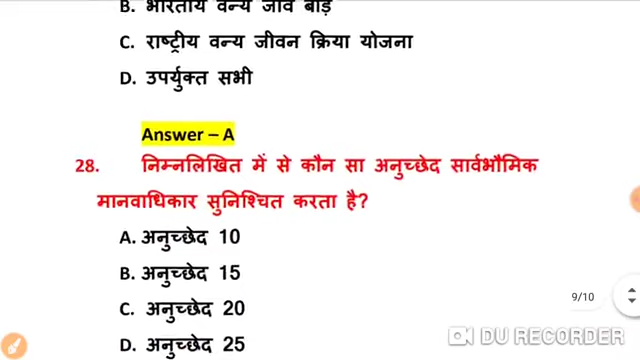 B. भारतीय वन्य जीव बोर्ड
C. राष्ट्रीय वन्य जीवन क्रिया योजना
D. उपर्युक्त सभी
Answer – A
28. निम्नलिखित में से कौन सा अनुच्छेद सार्वभौमिक
मानवाधिकार सुनिश्चित करता है?
A. अनुच्छेद 10
B. अनुच्छेद 15
C. अनुच्छेद 20
9/10
DU RECORDER
D. अनुच्छेद 25